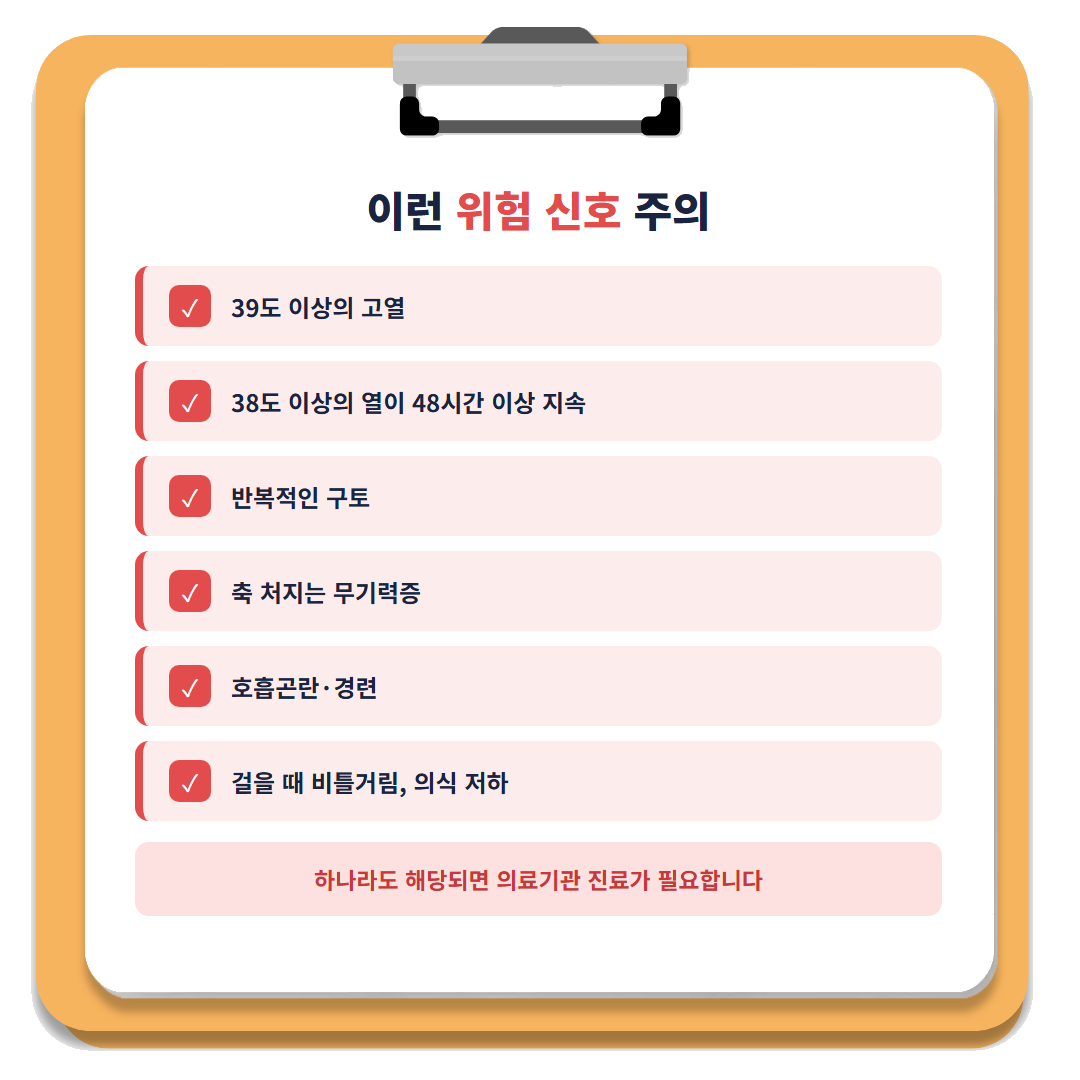 이런 위험 신호 주의
✓ 39도 이상의 고열
✓ 38도 이상의 열이 48시간 이상 지속
✓ 반복적인 구토
✓ 축 처지는 무기력증
✓ 호흡곤란·경련
✓ 걸을 때 비틀거림, 의식 저하
하나라도 해당되면 의료기관 진료가 필요합니다